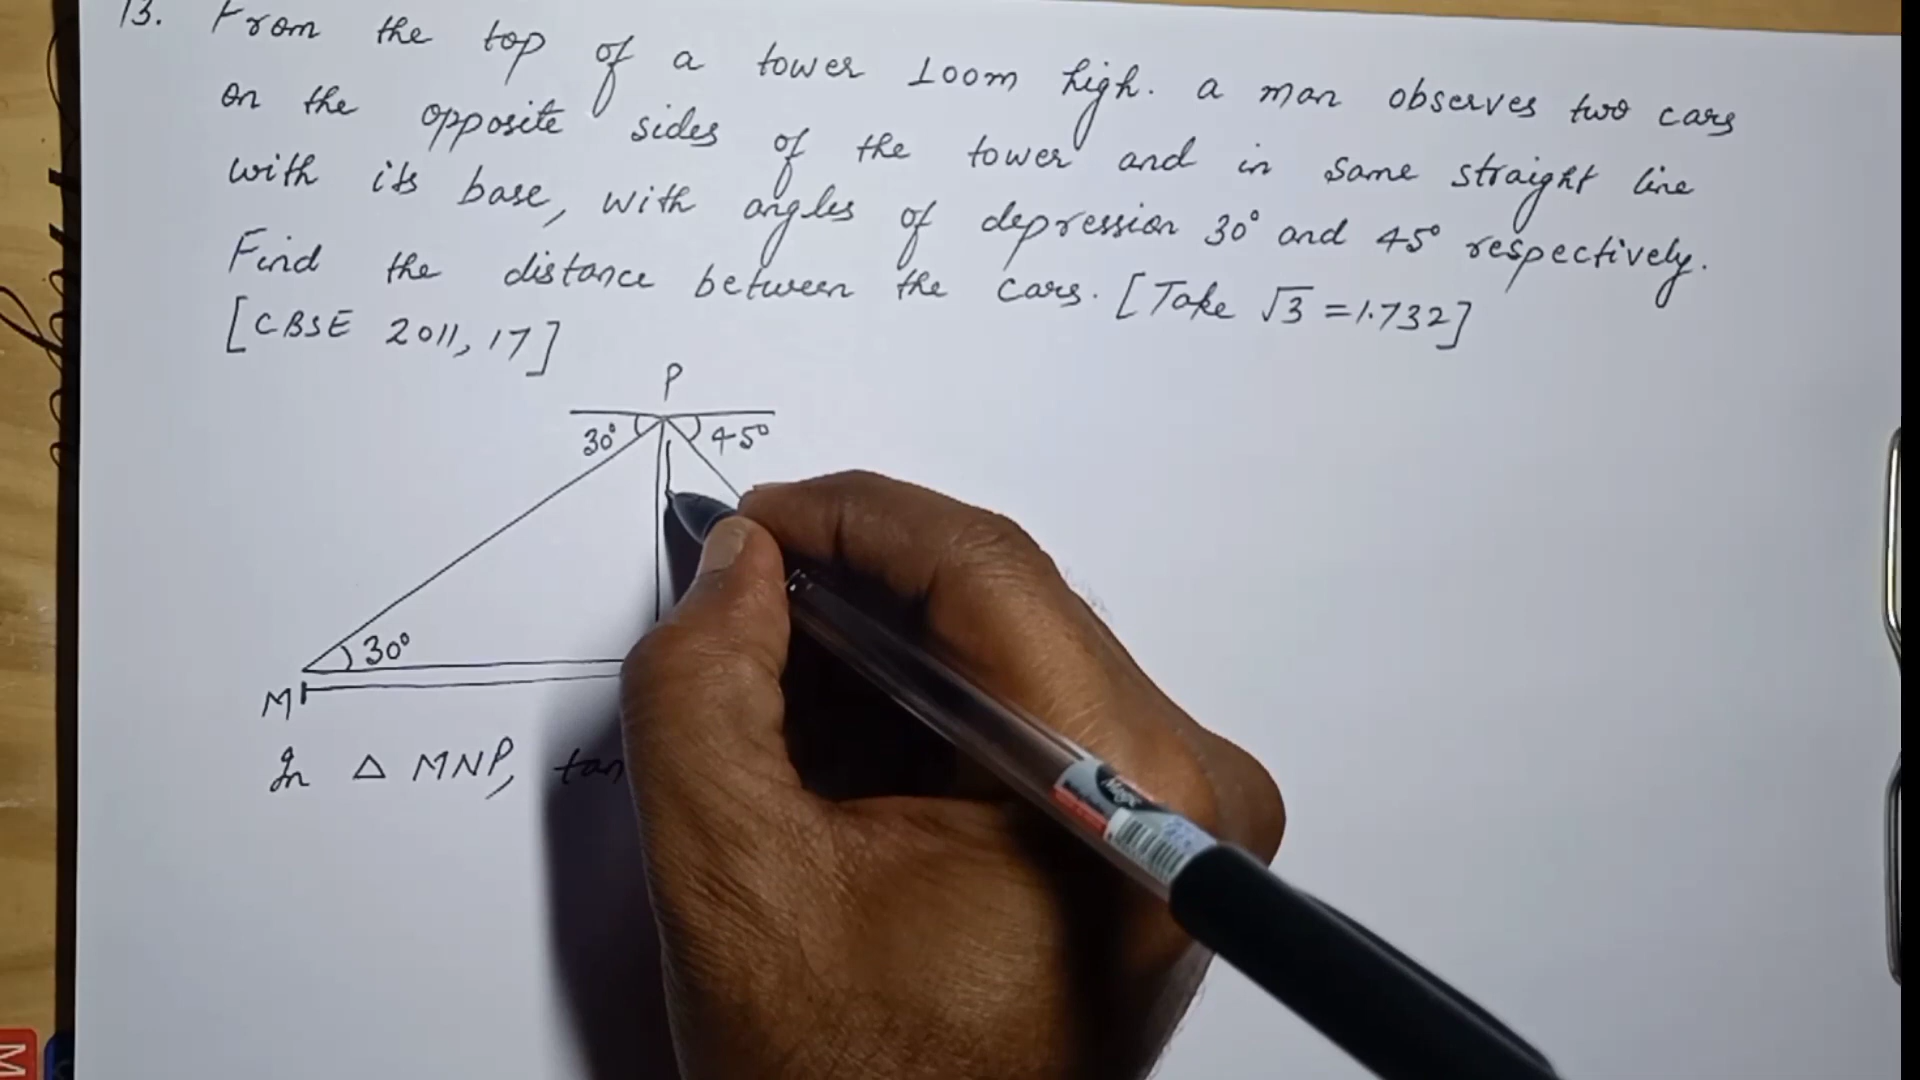 13. From the top of a tower 100m high. a man observes two cars
on the opposite sides of the tower and in same straight line
with its base, with angles of depression 30° and 45° respectively.
Find the distance between the cars. [Take √3 = 1.732]
[CBSE 2011, 17]
P
30° 45°
30°
M
In △ MNP, tan
Magic
M